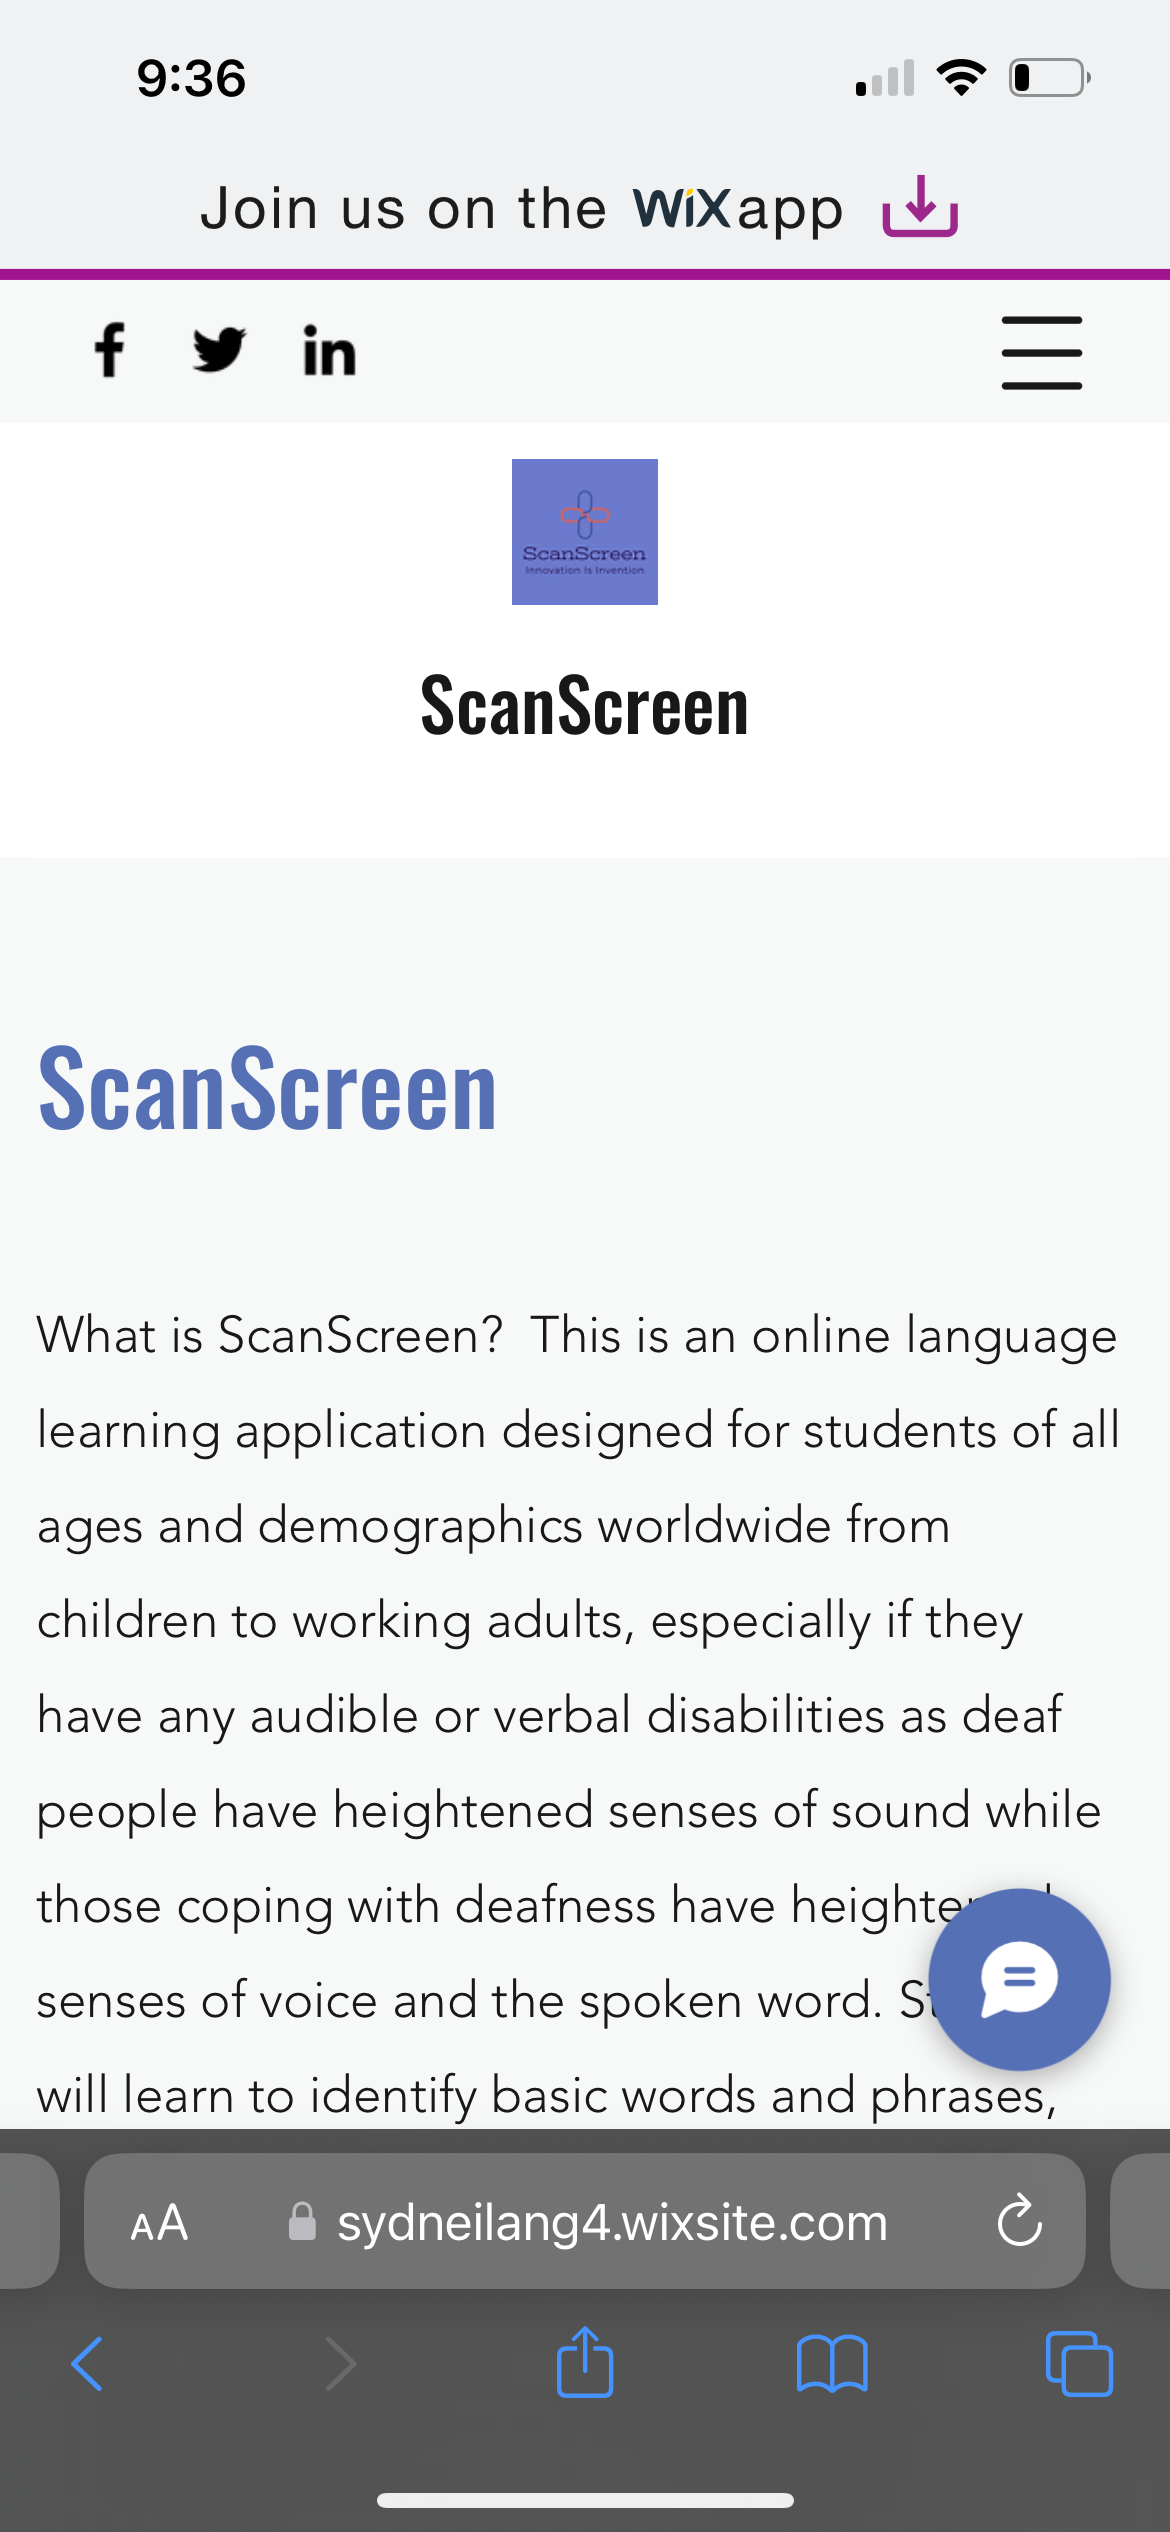 9:36
Join us on the WiX app
f in
ScanScreen
Innovation Is Invention
ScanScreen
ScanScreen
What is ScanScreen?  This is an online language
learning application designed for students of all
ages and demographics worldwide from
children to working adults, especially if they
have any audible or verbal disabilities as deaf
people have heightened senses of sound while
those coping with deafness have
senses of voice and the spoken word.
will learn to identify basic words and phrases,
AA sydneilang4.wixsite.com